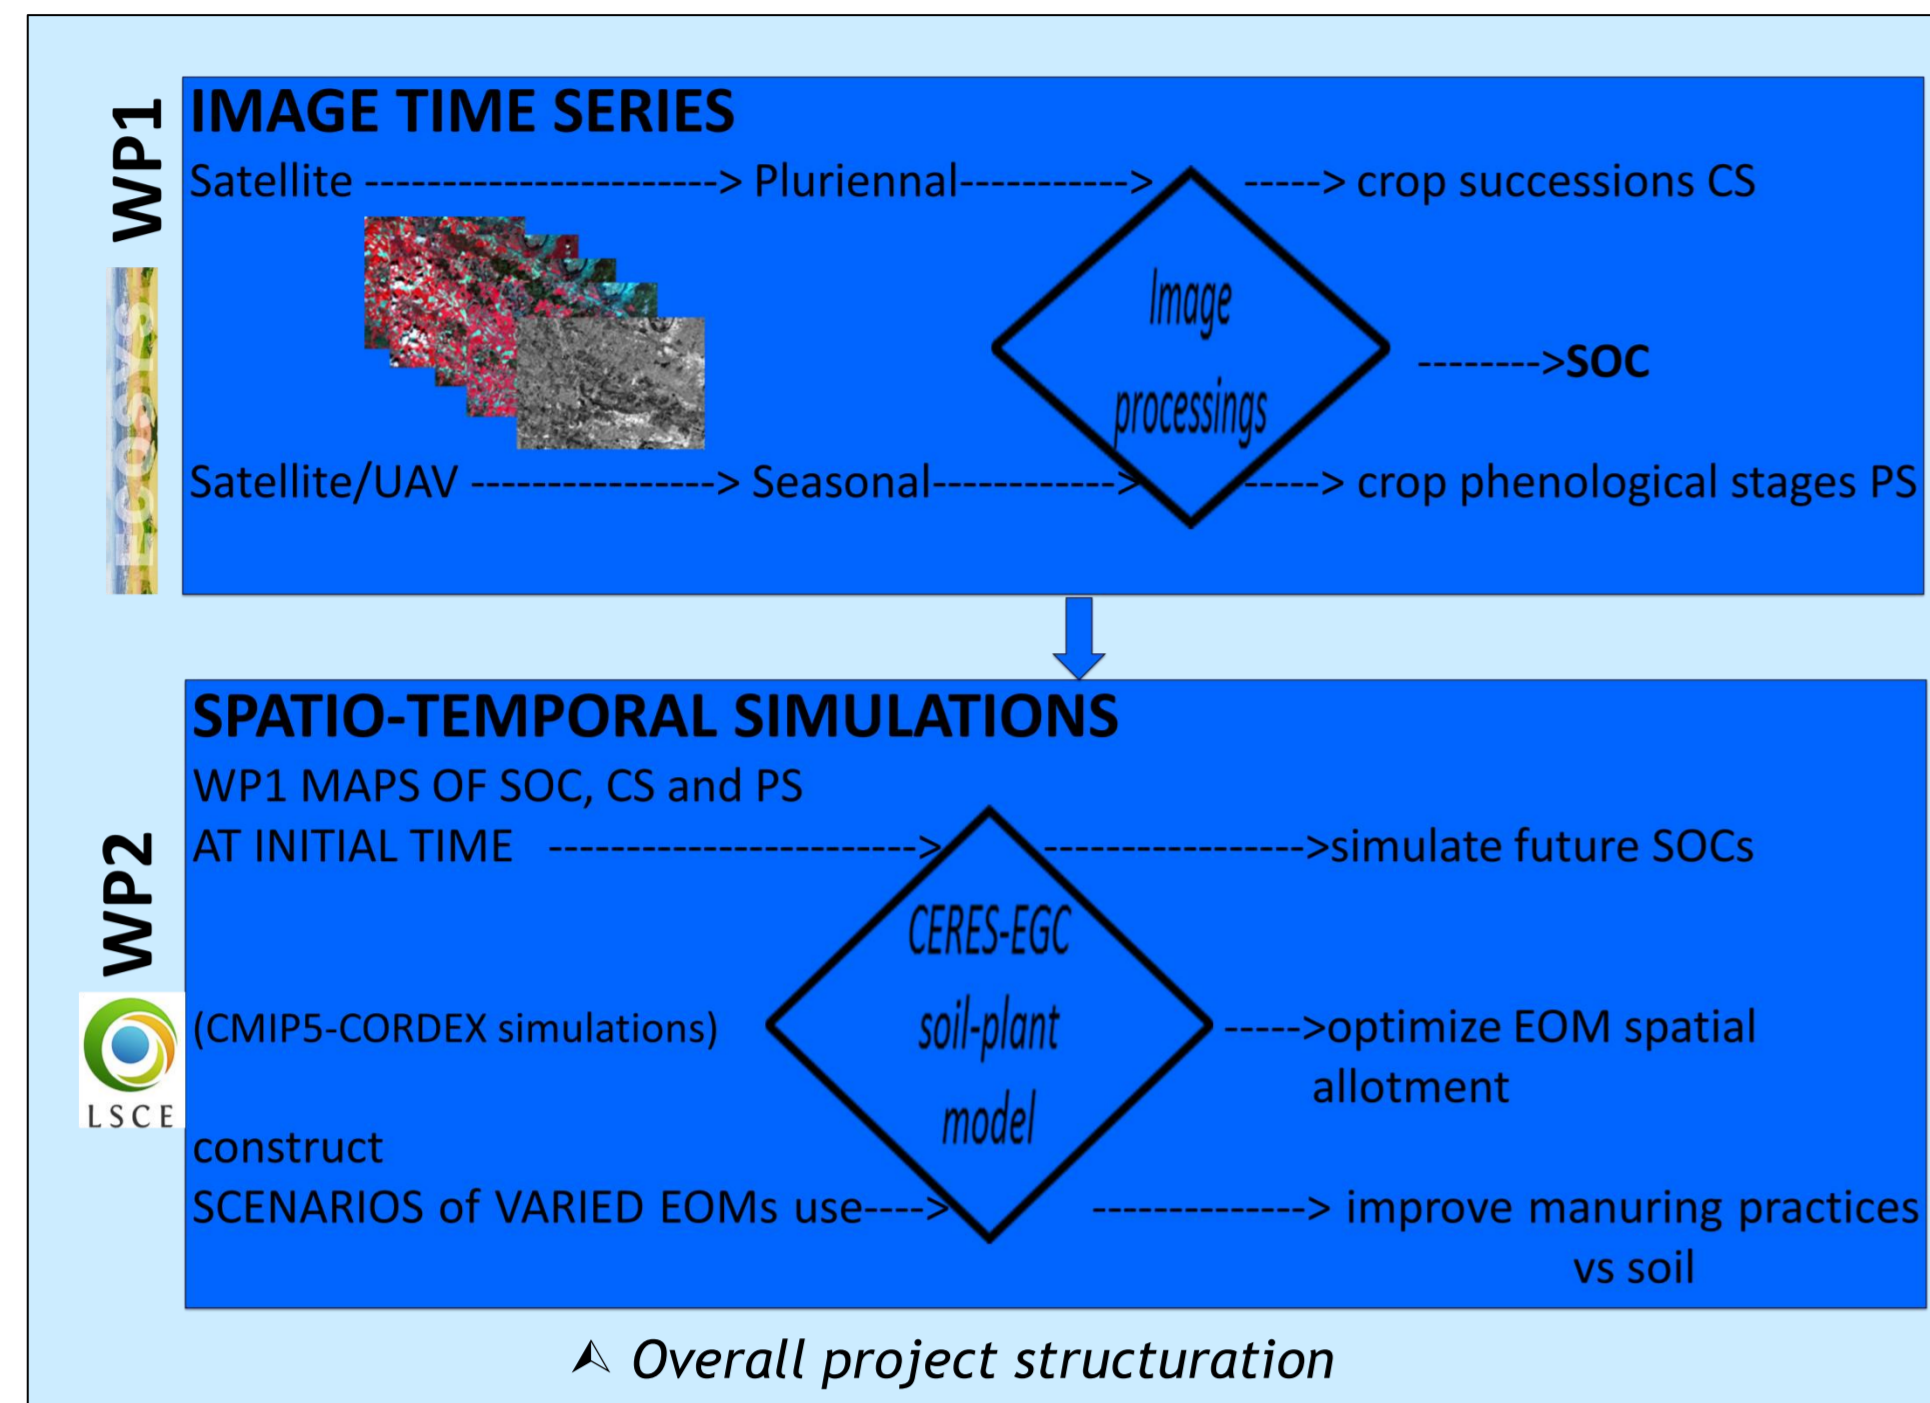 WP1
ECOSYS
IMAGE TIME SERIES
Satellite -----------------------> Pluriennal-----------> -----> crop successions CS
Image
processings
-------->SOC
Satellite/UAV ----------------> Seasonal------------> -----> crop phenological stages PS
WP2
LSCE
SPATIO-TEMPORAL SIMULATIONS
WP1 MAPS OF SOC, CS and PS
AT INITIAL TIME ------------------------> ----------------->simulate future SOCs
CERES-EGC
soil-plant
model
(CMIP5-CORDEX simulations) ----->optimize EOM spatial
allotment
construct
SCENARIOS of VARIED EOMs use----> --------------> improve manuring practices
vs soil
⮝ Overall project structuration